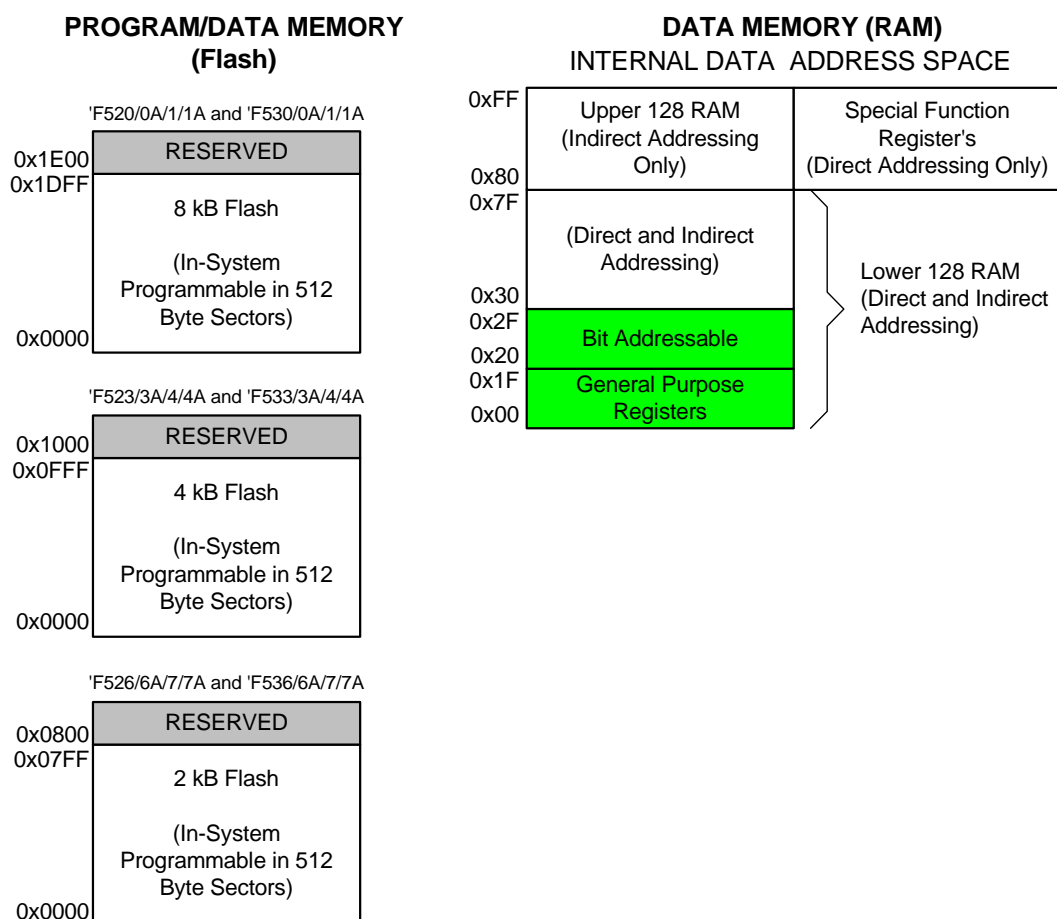 PROGRAM/DATA MEMORY
(Flash)
'F520/0A/1/1A and 'F530/0A/1/1A
RESERVED
0x1E00
0x1DFF
8 kB Flash
(In-System
Programmable in 512
Byte Sectors)
0x0000
'F523/3A/4/4A and 'F533/3A/4/4A
RESERVED
0x1000
0x0FFF
4 kB Flash
(In-System
Programmable in 512
Byte Sectors)
0x0000
'F526/6A/7/7A and 'F536/6A/7/7A
RESERVED
0x0800
0x07FF
2 kB Flash
(In-System
Programmable in 512
Byte Sectors)
0x0000
DATA MEMORY (RAM)
INTERNAL DATA ADDRESS SPACE
0xFF
Upper 128 RAM
(Indirect Addressing
Only)
0x80
Special Function
Register's
(Direct Addressing Only)
0x7F
(Direct and Indirect
Addressing)
0x30
0x2F
Bit Addressable
0x20
0x1F
General Purpose
Registers
0x00
Lower 128 RAM
(Direct and Indirect
Addressing)